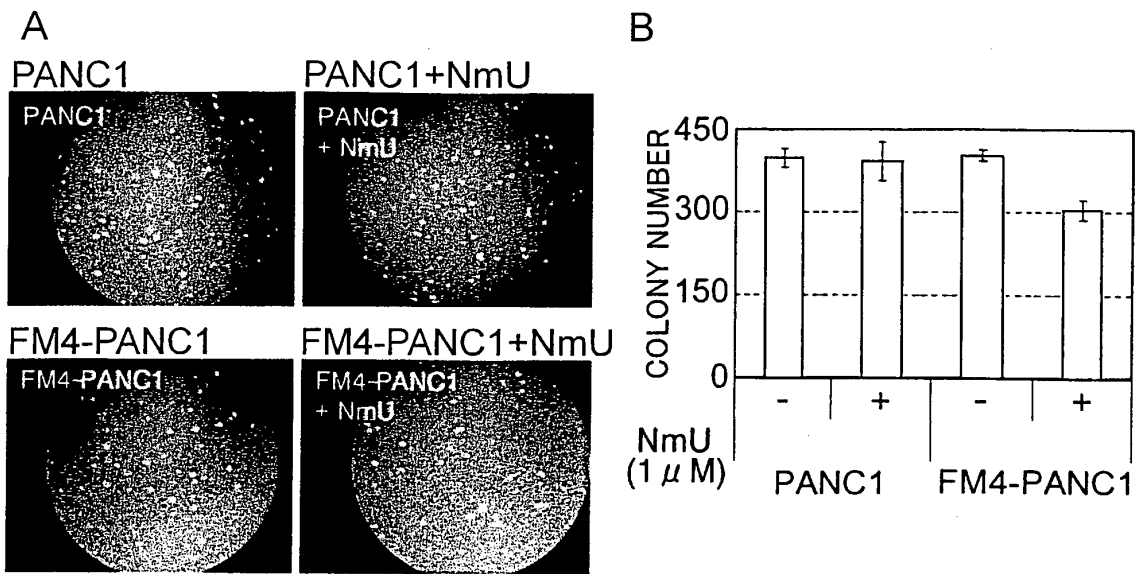 A
PANC1
PANC1+NmU
PANC1
PANC1
+ NmU
FM4-PANC1
FM4-PANC1+NmU
FM4-PANC1
FM4-PANC1
+ NmU
B
COLONY NUMBER
450
300
150
0
- + - +
NmU
(1 μM)
PANC1 FM4-PANC1